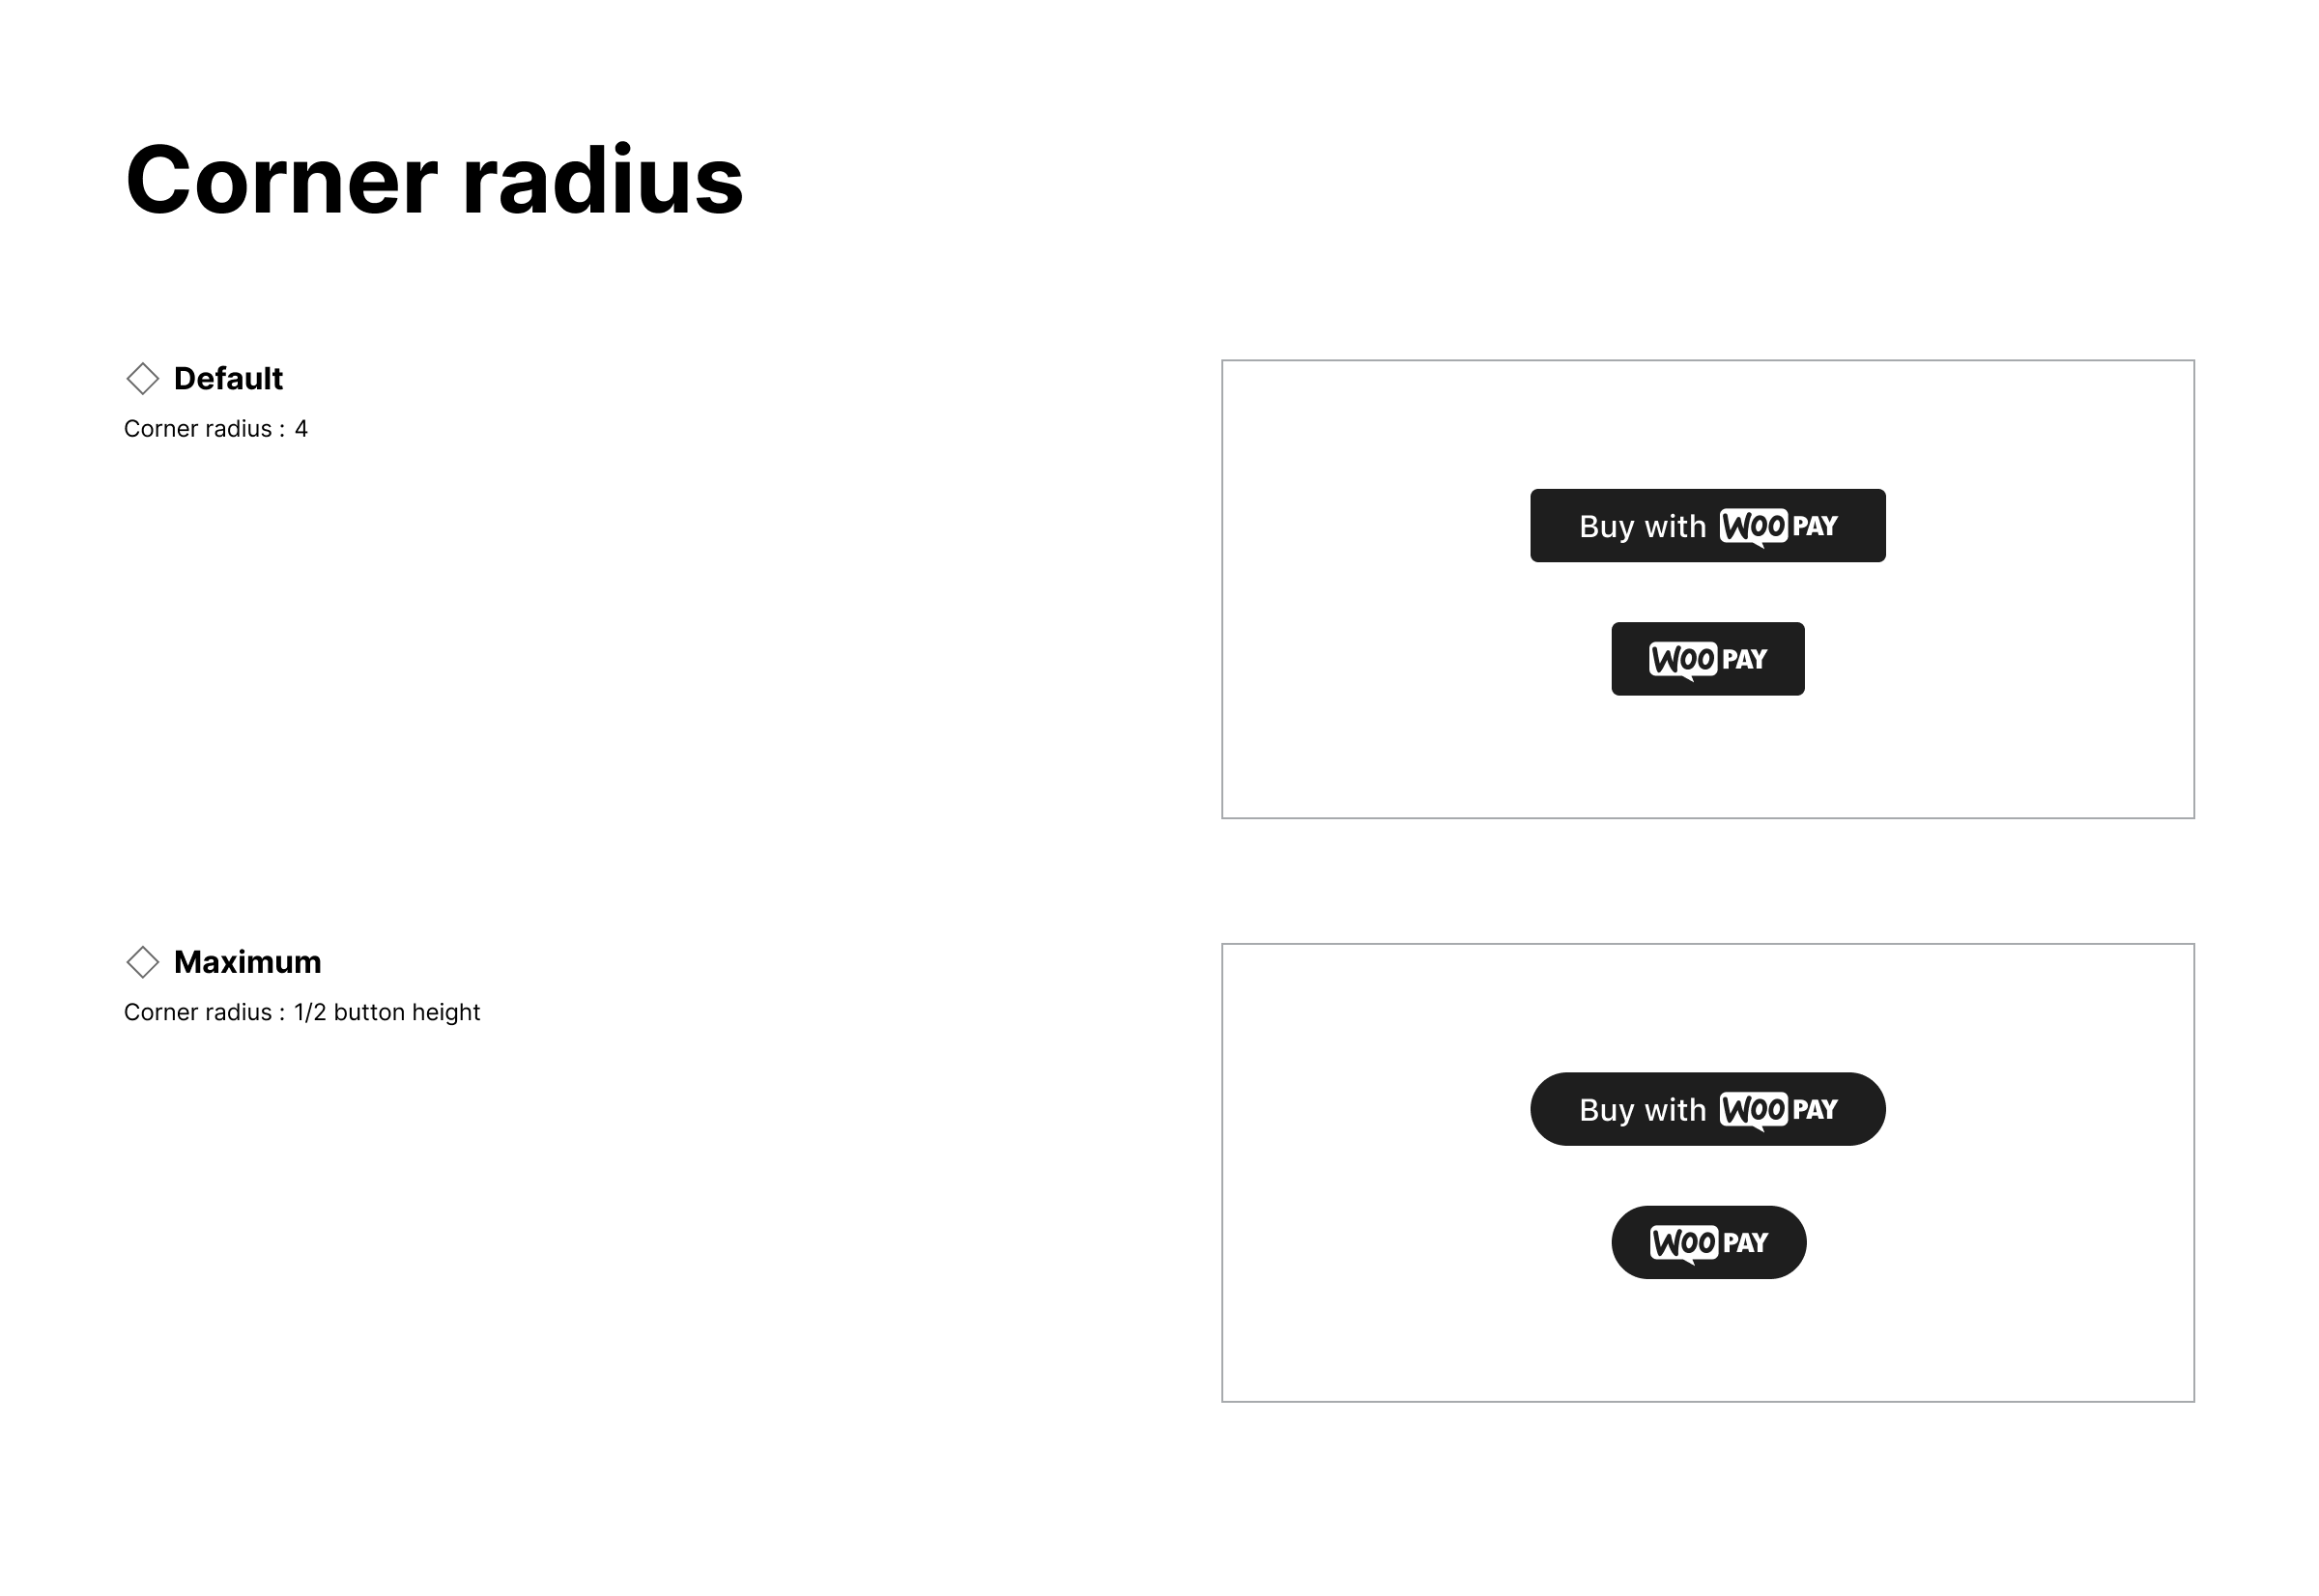 Corner radius
Default
Corner radius : 4
Buy with WOO PAY
WOO PAY
Maximum
Corner radius : 1/2 button height
Buy with WOO PAY
WOO PAY